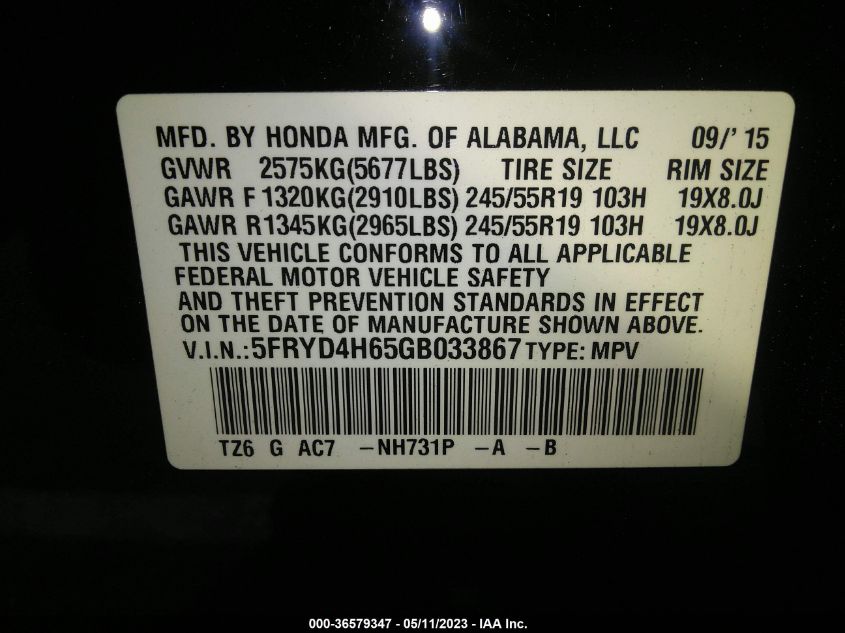 MFD. BY HONDA MFG. OF ALABAMA, LLC 09/' 15
GVWR 2575KG(5677LBS) TIRE SIZE RIM SIZE
GAWR F 1320KG(2910LBS) 245/55R19 103H 19X8.0J
GAWR R 1345KG(2965LBS) 245/55R19 103H 19X8.0J
THIS VEHICLE CONFORMS TO ALL APPLICABLE
FEDERAL MOTOR VEHICLE SAFETY
AND THEFT PREVENTION STANDARDS IN EFFECT
ON THE DATE OF MANUFACTURE SHOWN ABOVE.
V.I.N.: 5FRYD4H65GB033867 TYPE: MPV
TZ6 G AC7 –NH731P –A –B
000-36579347 - 05/11/2023 - IAA Inc.